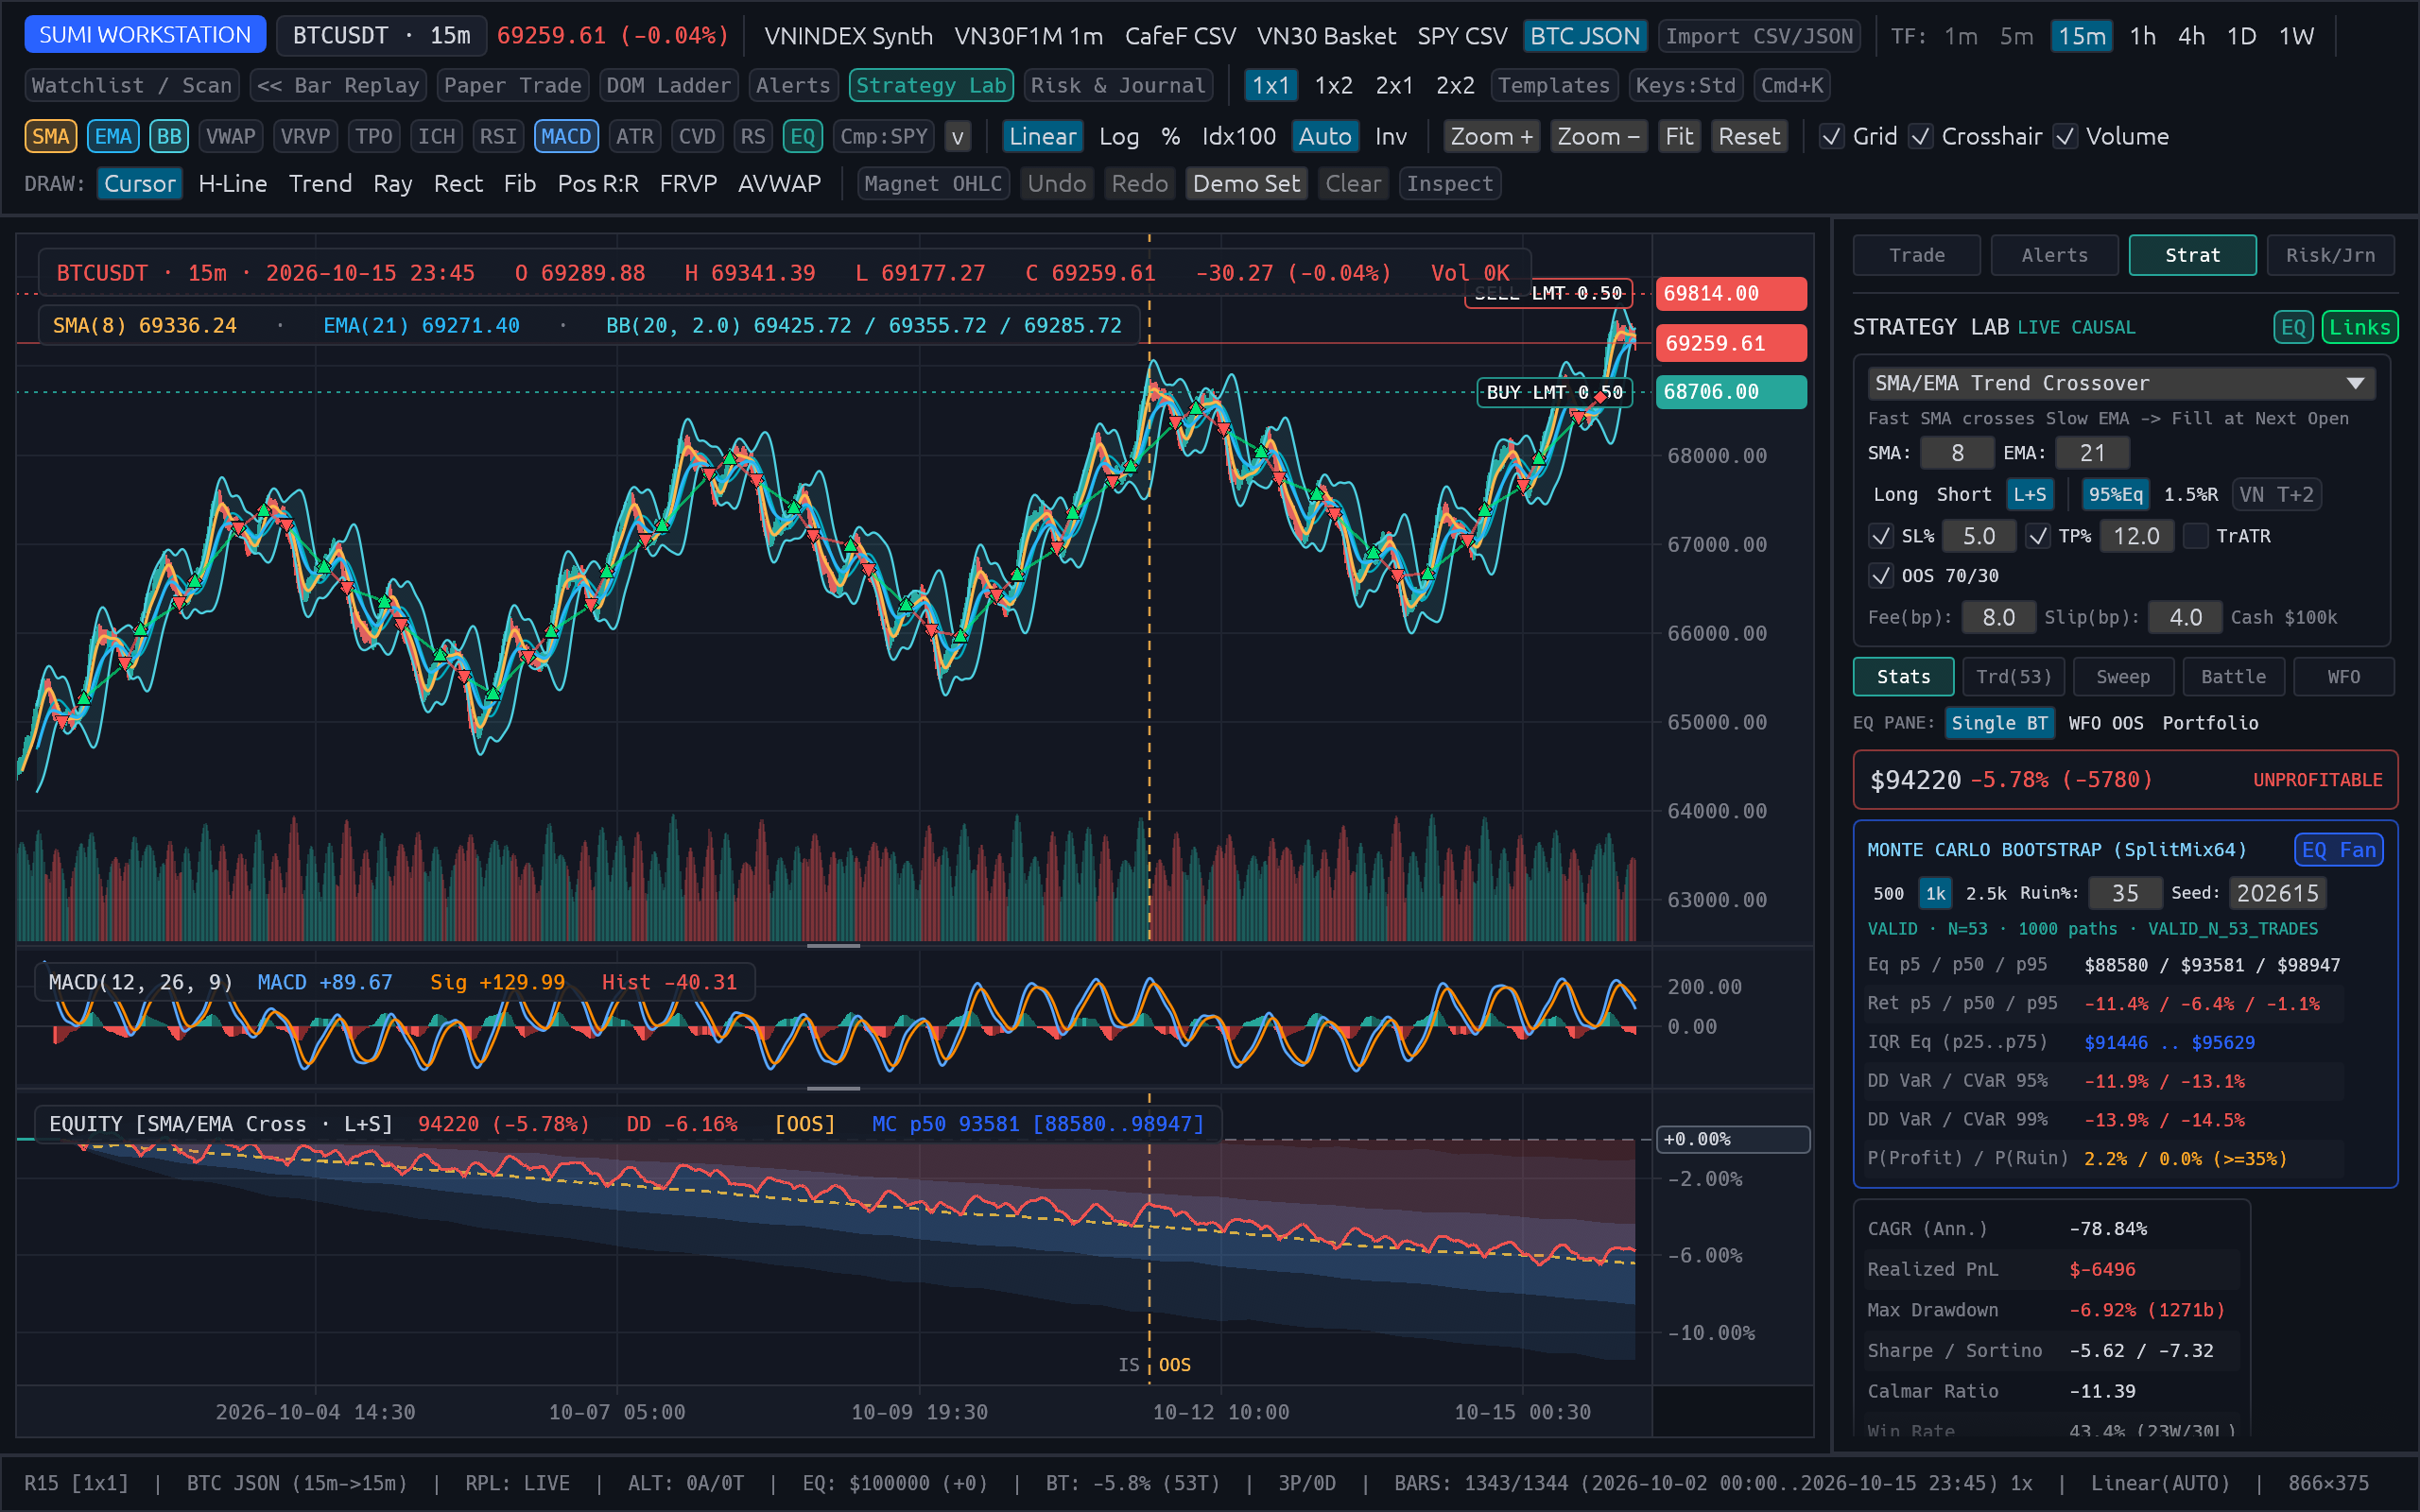 SUMI WORKSTATION BTCUSDT · 15m 69259.61 (-0.04%) VNINDEX Synth VN30F1M 1m CafeF CSV VN30 Basket SPY CSV BTC JSON Import CSV/JSON TF: 1m 5m 15m 1h 4h 1D 1W
Watchlist / Scan << Bar Replay Paper Trade DOM Ladder Alerts Strategy Lab Risk & Journal 1x1 1x2 2x1 2x2 Templates Keys:Std Cmd+K
SMA EMA BB VWAP VRVP TPO ICH RSI MACD ATR CVD RS EQ Cmp:SPY v Linear Log % Idx100 Auto Inv Zoom + Zoom − Fit Reset Grid Crosshair Volume
DRAW: Cursor H-Line Trend Ray Rect Fib Pos R:R FRVP AVWAP Magnet OHLC Undo Redo Demo Set Clear Inspect
BTCUSDT · 15m · 2026-10-15 23:45 O 69289.88 H 69341.39 L 69177.27 C 69259.61 -30.27 (-0.04%) Vol 0K
SELL LMT 0.50 69814.00
SMA(8) 69336.24 · EMA(21) 69271.40 · BB(20, 2.0) 69425.72 / 69355.72 / 69285.72
69259.61
BUY LMT 0.50 68706.00
68000.00
67000.00
66000.00
65000.00
64000.00
63000.00
MACD(12, 26, 9) MACD +89.67 Sig +129.99 Hist -40.31
200.00
0.00
EQUITY [SMA/EMA Cross · L+S] 94220 (-5.78%) DD -6.16% [OOS] MC p50 93581 [88580..98947]
+0.00%
-2.00%
-6.00%
-10.00%
IS OOS
2026-10-04 14:30 10-07 05:00 10-09 19:30 10-12 10:00 10-15 00:30
Trade Alerts Strat Risk/Jrn
STRATEGY LAB LIVE CAUSAL EQ Links
SMA/EMA Trend Crossover
Fast SMA crosses Slow EMA -> Fill at Next Open
SMA: 8 EMA: 21
Long Short L+S 95%Eq 1.5%R VN T+2
SL% 5.0 TP% 12.0 TrATR
OOS 70/30
Fee(bp): 8.0 Slip(bp): 4.0 Cash $100k
Stats Trd(53) Sweep Battle WFO
EQ PANE: Single BT WFO OOS Portfolio
$94220 -5.78% (-5780) UNPROFITABLE
MONTE CARLO BOOTSTRAP (SplitMix64) EQ Fan
500 1k 2.5k Ruin%: 35 Seed: 202615
VALID · N=53 · 1000 paths · VALID_N_53_TRADES
Eq p5 / p50 / p95 $88580 / $93581 / $98947
Ret p5 / p50 / p95 -11.4% / -6.4% / -1.1%
IQR Eq (p25..p75) $91446 .. $95629
DD VaR / CVaR 95% -11.9% / -13.1%
DD VaR / CVaR 99% -13.9% / -14.5%
P(Profit) / P(Ruin) 2.2% / 0.0% (>=35%)
CAGR (Ann.) -78.84%
Realized PnL $-6496
Max Drawdown -6.92% (1271b)
Sharpe / Sortino -5.62 / -7.32
Calmar Ratio -11.39
Win Rate 43.4% (23W/30L)
R15 [1x1] | BTC JSON (15m->15m) | RPL: LIVE | ALT: 0A/0T | EQ: $100000 (+0) | BT: -5.8% (53T) | 3P/0D | BARS: 1343/1344 (2026-10-02 00:00..2026-10-15 23:45) 1x | Linear(AUTO) | 866×375